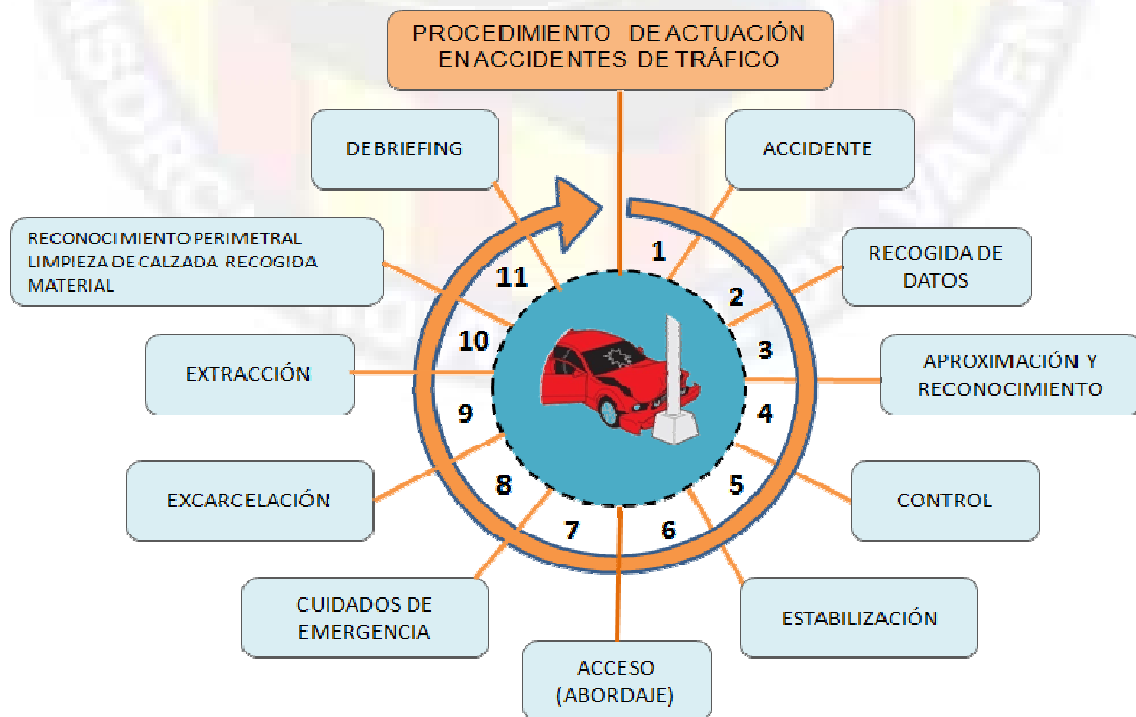 PROCEDIMIENTO DE ACTUACIÓN
EN ACCIDENTES DE TRÁFICO
ACCIDENTE
RECOGIDA DE
DATOS
APROXIMACIÓN Y
RECONOCIMIENTO
CONTROL
ESTABILIZACIÓN
ACCESO
(ABORDAJE)
CUIDADOS DE
EMERGENCIA
EXCARCELACIÓN
EXTRACCIÓN
RECONOCIMIENTO PERIMETRAL
LIMPIEZA DE CALZADA RECOGIDA
MATERIAL
DEBRIEFING
1
2
3
4
5
6
7
8
9
10
11